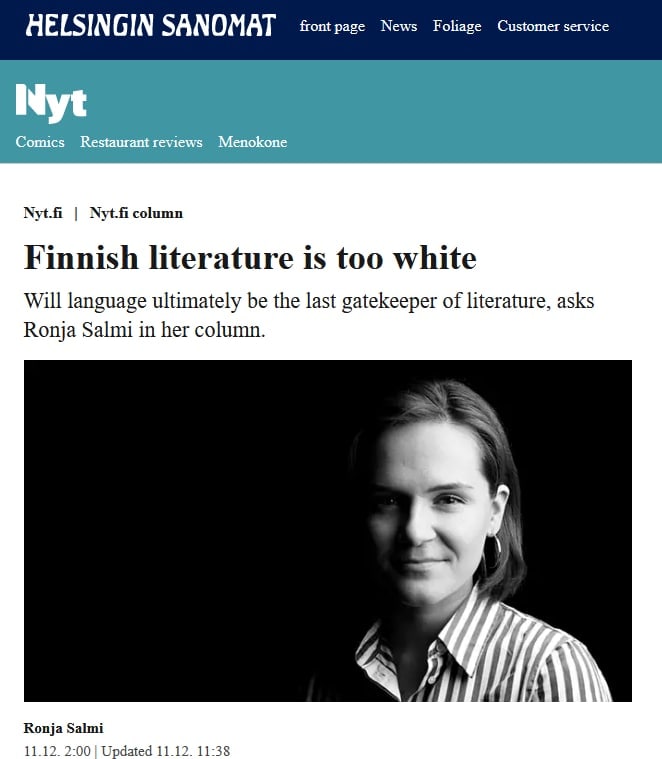 HELSINGIN SANOMAT front page News Foliage Customer service
Nyt
Comics Restaurant reviews Menokone
Nyt.fi | Nyt.fi column
Finnish literature is too white
Will language ultimately be the last gatekeeper of literature, asks
Ronja Salmi in her column.
Ronja Salmi
11.12. 2:00 | Updated 11.12. 11:38